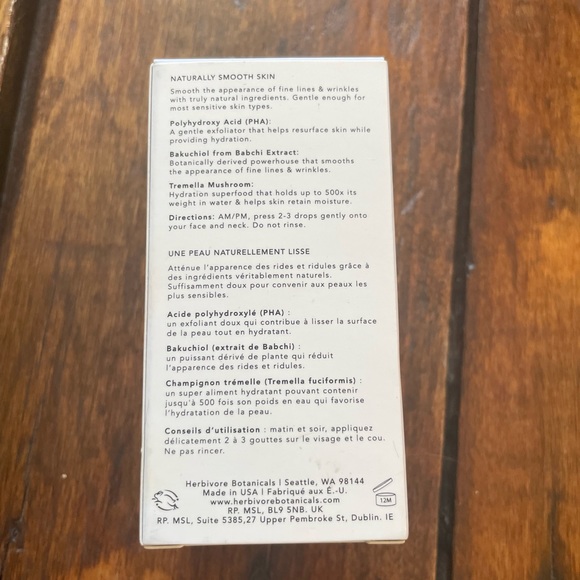 NATURALLY SMOOTH SKIN
Smooth the appearance of fine lines & wrinkles
with truly natural ingredients. Gentle enough for
most sensitive skin types.
Polyhydroxy Acid (PHA):
A gentle exfoliator that helps resurface skin while
providing hydration.
Bakuchiol from Babchi Extract:
Botanically derived powerhouse that smooths
the appearance of fine lines & wrinkles.
Tremella Mushroom:
Hydration superfood that holds up to 500x its
weight in water & helps skin retain moisture.
Directions: AM/PM, press 2-3 drops gently onto
your face and neck. Do not rinse.
UNE PEAU NATURELLEMENT LISSE
Atténue l'apparence des rides et ridules grâce à
des ingrédients véritablement naturels.
Suffisamment doux pour convenir aux peaux les
plus sensibles.
Acide polyhydroxylé (PHA) :
un exfoliant doux qui contribue à lisser la surface
de la peau tout en hydratant.
Bakuchiol (extrait de Babchi) :
un puissant dérivé de plante qui réduit
l'apparence des rides et ridules.
Champignon trémelle (Tremella fuciformis) :
un super aliment hydratant pouvant contenir
jusqu'à 500 fois son poids en eau qui favorise
l'hydratation de la peau.
Conseils d'utilisation : matin et soir, appliquez
délicatement 2 à 3 gouttes sur le visage et le cou.
Ne pas rincer.
Herbivore Botanicals | Seattle, WA 98144
Made in USA | Fabriqué aux É.-U.
www.herbivorebotanicals.com
RP. MSL, BL9 5NB. UK
RP. MSL, Suite 5385,27 Upper Pembroke St, Dublin. IE
12M